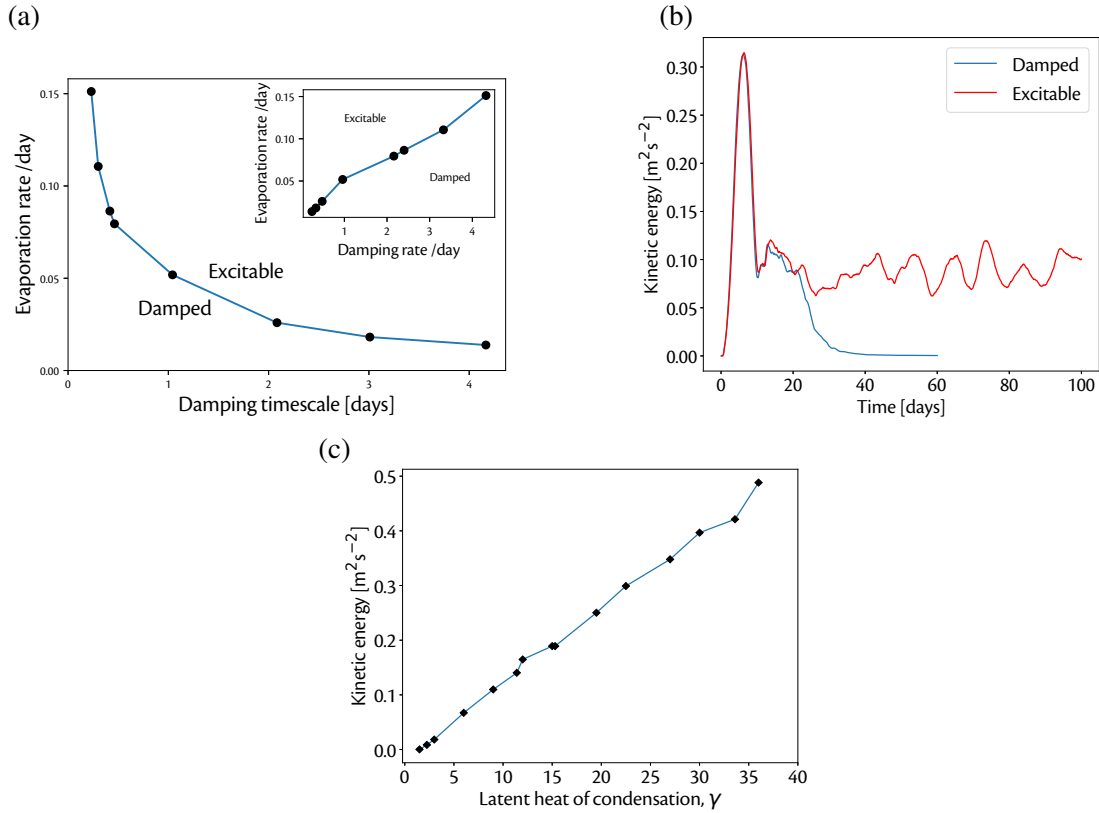 (a)
Evaporation rate /day
0.15
0.10
0.05
0.00
0 1 2 3 4
Damping timescale [days]
Excitable
Damped
Evaporation rate /day
0.15
0.10
0.05
1 2 3 4
Damping rate /day
Excitable
Damped
(b)
Kinetic energy [m² s⁻²]
0.30
0.25
0.20
0.15
0.10
0.05
0.00
0 20 40 60 80 100
Time [days]
Damped
Excitable
(c)
Kinetic energy [m² s⁻²]
0.5
0.4
0.3
0.2
0.1
0.0
0 5 10 15 20 25 30 35 40
Latent heat of condensation, γ